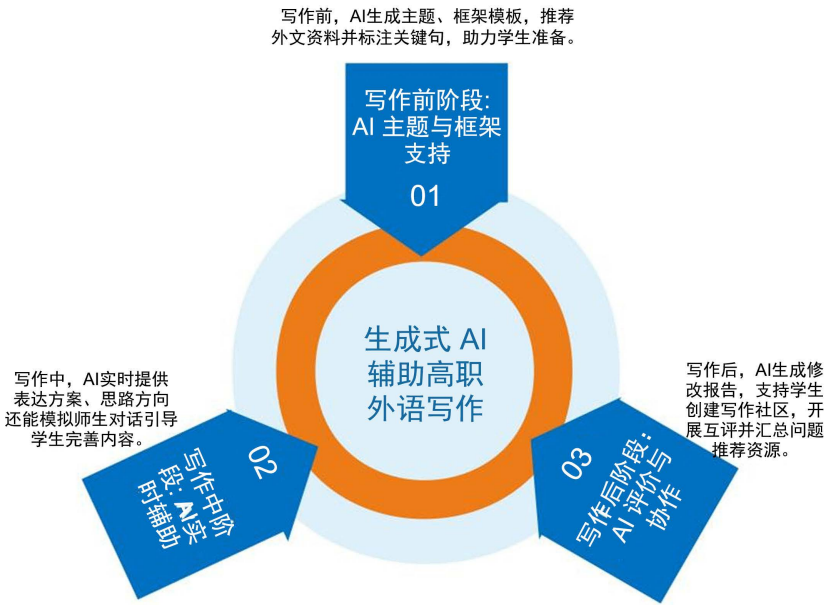 写作前，AI生成主题、框架模板，推荐
外文资料并标注关键句，助力学生准备。
写作前阶段:
AI 主题与框架
支持
01
生成式 AI
辅助高职
外语写作
写作中，AI实时提供
表达方案、思路方向
还能模拟师生对话引导
学生完善内容。
02
写作中阶
段：AI实
时辅助
写作后，AI生成修
改报告，支持学生
创建写作社区，开
展互评并汇总问题
推荐资源。
03
写作后阶段：
AI 评价与
协作